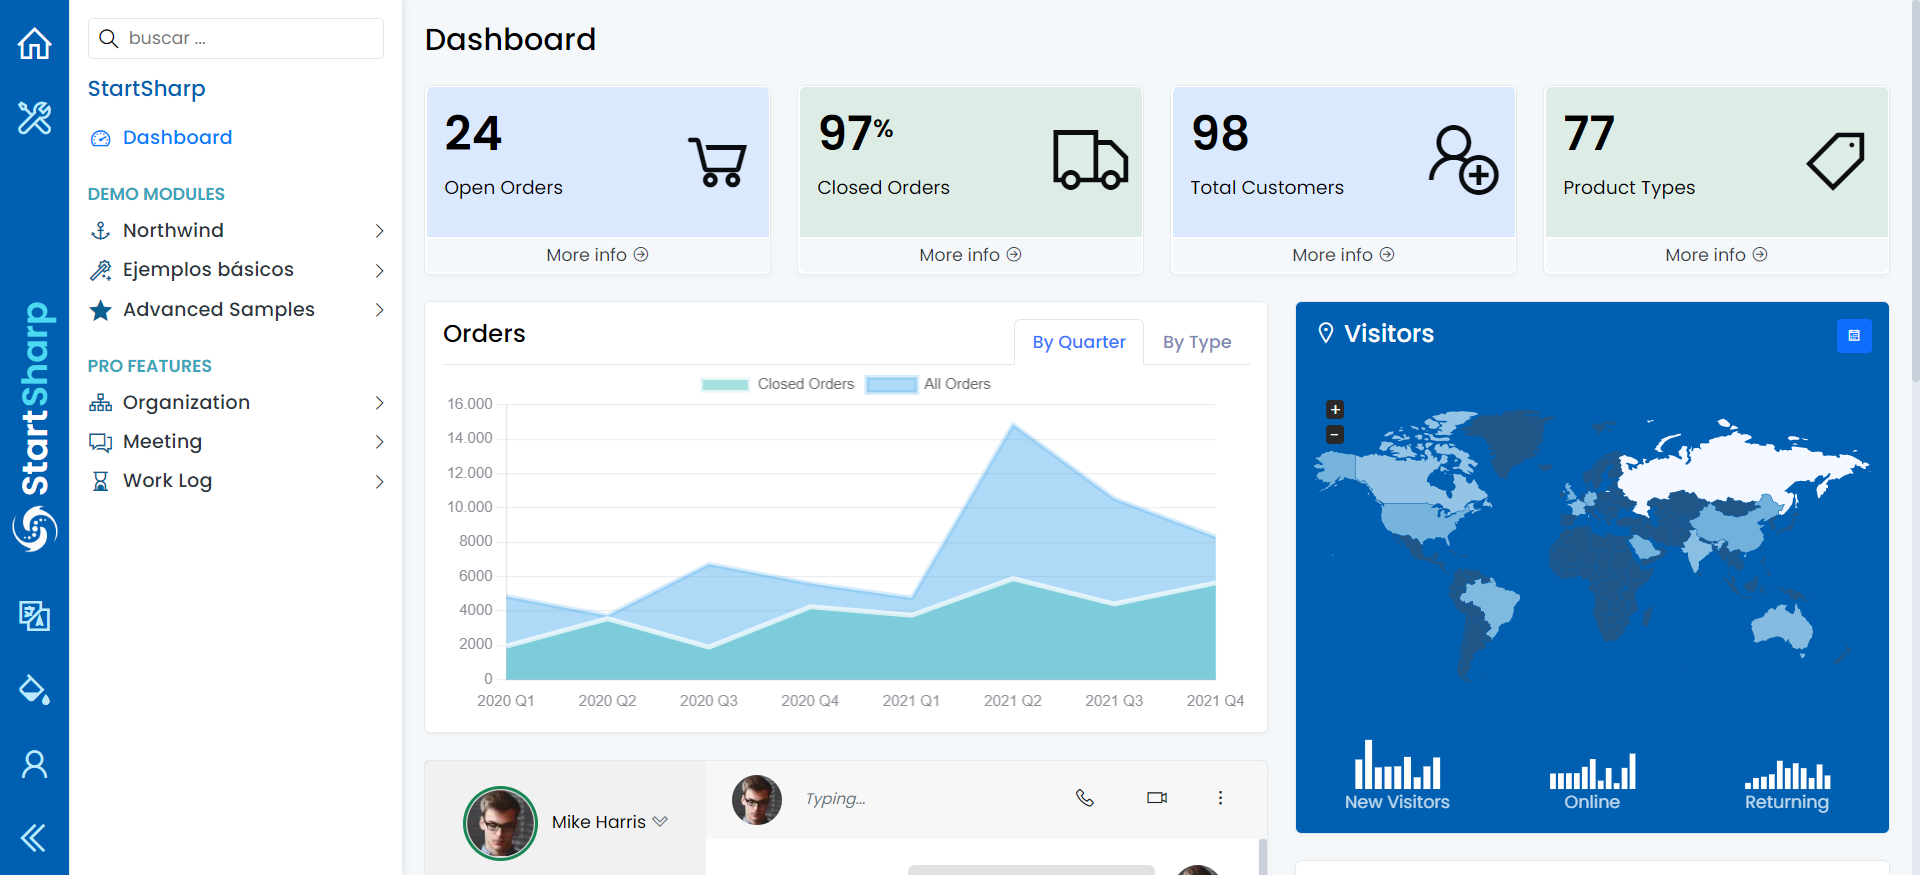 buscar ...
StartSharp
Dashboard
DEMO MODULES
Northwind
Ejemplos básicos
Advanced Samples
PRO FEATURES
Organization
Meeting
Work Log
StartSharp
Dashboard
24
Open Orders
More info
97%
Closed Orders
More info
98
Total Customers
More info
77
Product Types
More info
Orders
By Quarter
By Type
Closed Orders
All Orders
16.000
14.000
12.000
10.000
8000
6000
4000
2000
0
2020 Q1
2020 Q2
2020 Q3
2020 Q4
2021 Q1
2021 Q2
2021 Q3
2021 Q4
Visitors
+
−
New Visitors
Online
Returning
Mike Harris
Typing...